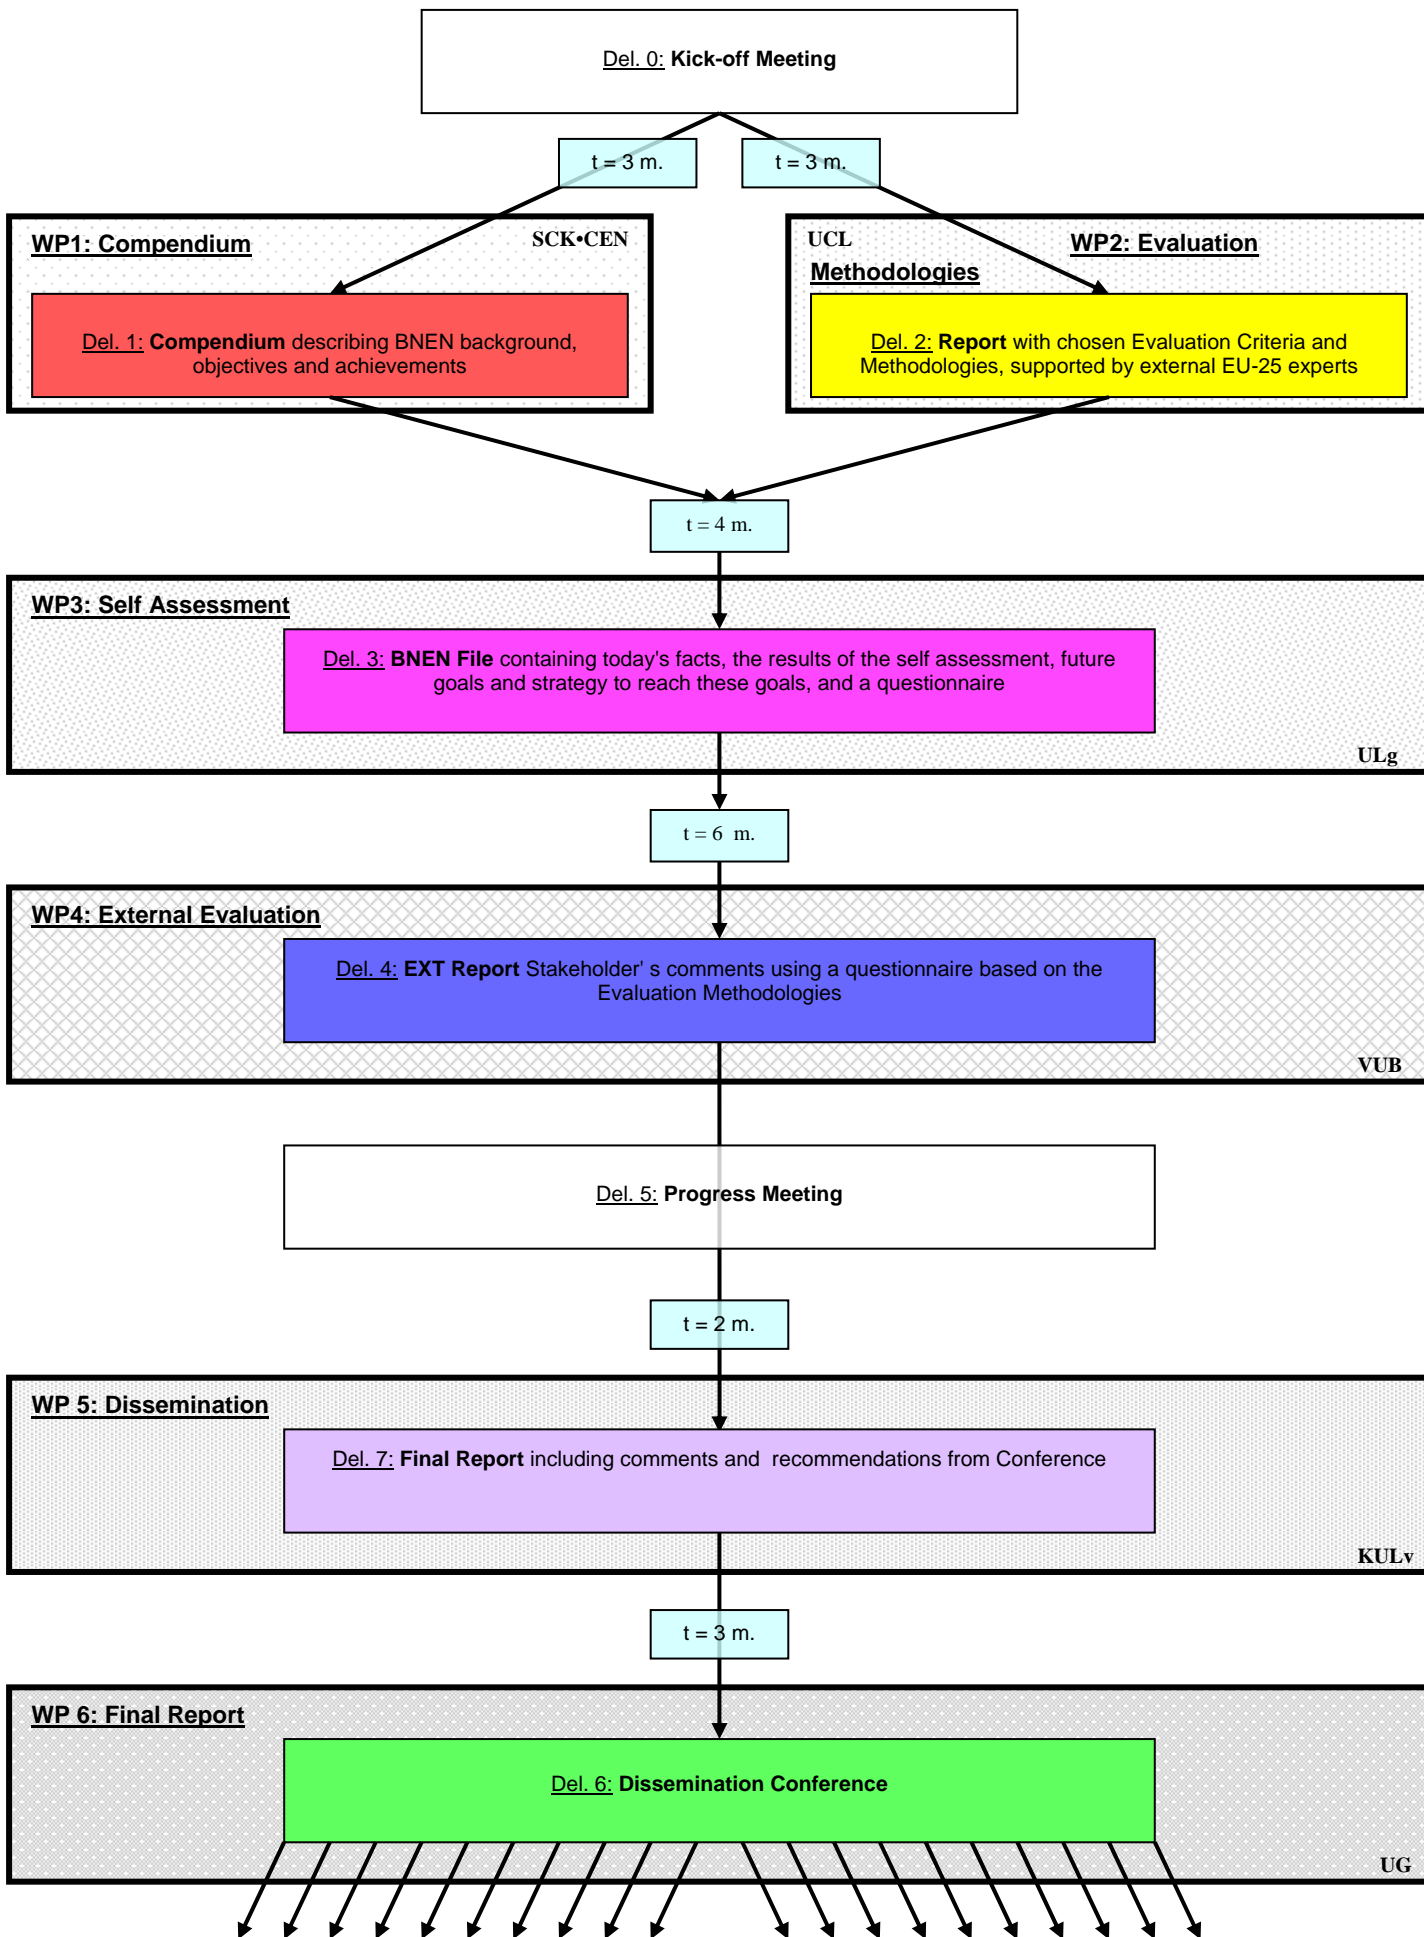 Del. 0: Kick-off Meeting
t = 3 m.
t = 3 m.
WP1: Compendium
SCK•CEN
Del. 1: Compendium describing BNEN background,
objectives and achievements
UCL
WP2: Evaluation
Methodologies
Del. 2: Report with chosen Evaluation Criteria and
Methodologies, supported by external EU-25 experts
t = 4 m.
WP3: Self Assessment
Del. 3: BNEN File containing today's facts, the results of the self assessment, future
goals and strategy to reach these goals, and a questionnaire
ULg
t = 6 m.
WP4: External Evaluation
Del. 4: EXT Report Stakeholder' s comments using a questionnaire based on the
Evaluation Methodologies
VUB
Del. 5: Progress Meeting
t = 2 m.
WP 5: Dissemination
Del. 7: Final Report including comments and recommendations from Conference
KULv
t = 3 m.
WP 6: Final Report
Del. 6: Dissemination Conference
UG